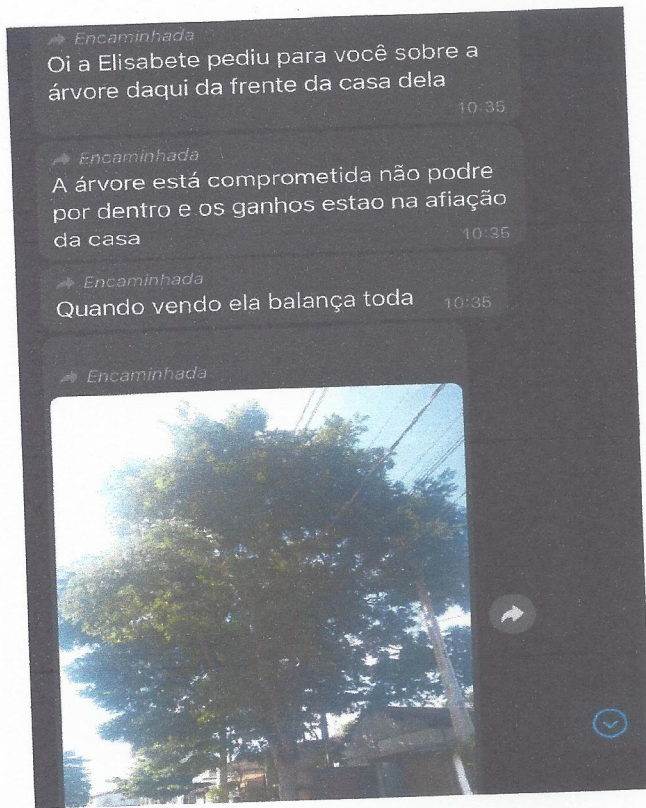 Encaminhada
Oi a Elisabete pediu para você sobre a
árvore daqui da frente da casa dela
10:35
Encaminhada
A árvore está comprometida não podre
por dentro e os ganhos estao na afiação
da casa
10:35
Encaminhada
Quando vendo ela balança toda
10:35
Encaminhada